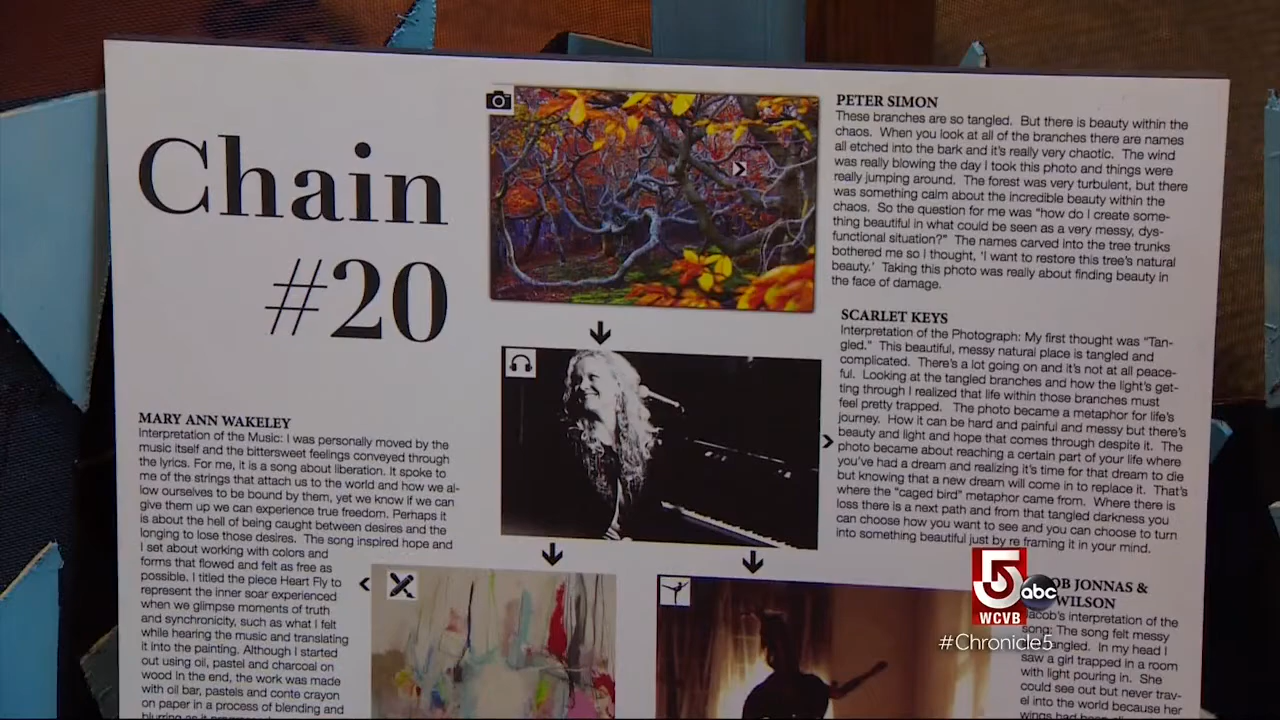 Chain
#20
PETER SIMON
These branches are so tangled. But there is beauty within the
chaos. When you look at all of the branches there are names
all etched into the bark and it's really very chaotic. The wind
was really blowing the day I took this photo and things were
really jumping around. The forest was very turbulent, but there
was something calm about the incredible beauty within the
chaos. So the question for me was "how do I create some-
thing beautiful in what could be seen as a very messy, dys-
functional situation?" The names carved into the tree trunks
bothered me so I thought, 'I want to restore this tree's natural
beauty.' Taking this photo was really about finding beauty in
the face of damage.
SCARLET KEYS
Interpretation of the Photograph: My first thought was "Tan-
gled." This beautiful, messy natural place is tangled and
complicated. There's a lot going on and it's not at all peace-
ful. Looking at the tangled branches and how the light's get-
ting through I realized that life within those branches must
feel pretty trapped. The photo became a metaphor for life's
journey. How it can be hard and painful and messy but there's
beauty and light and hope that comes through despite it. The
photo became about reaching a certain part of your life where
you've had a dream and realizing it's time for that dream to die
but knowing that a new dream will come in to replace it. That's
where the "caged bird" metaphor came from. Where there is
loss there is a next path and from that tangled darkness you
can choose how you want to see and you can choose to turn
into something beautiful just by re framing it in your mind.
MARY ANN WAKELEY
Interpretation of the Music: I was personally moved by the
music itself and the bittersweet feelings conveyed through
the lyrics. For me, it is a song about liberation. It spoke to
me of the strings that attach us to the world and how we al-
low ourselves to be bound by them, yet we know if we can
give them up we can experience true freedom. Perhaps it
is about the hell of being caught between desires and the
longing to lose those desires. The song inspired hope and
I set about working with colors and
forms that flowed and felt as free as
possible. I titled the piece Heart Fly to
represent the inner soar experienced
when we glimpse moments of truth
and synchronicity, such as what I felt
while hearing the music and translating
it into the painting. Although I started
out using oil, pastel and charcoal on
wood in the end, the work was made
with oil bar, pastels and conte crayon
on paper in a process of blending and
blurring as it
OB JONNAS &
WILSON
Jacob's interpretation of the
song: The song felt messy
angled. In my head I
saw a girl trapped in a room
with light pouring in. She
could see out but never trav-
el into the world because her
wings had
5 abc
WCVB
#Chronicle5